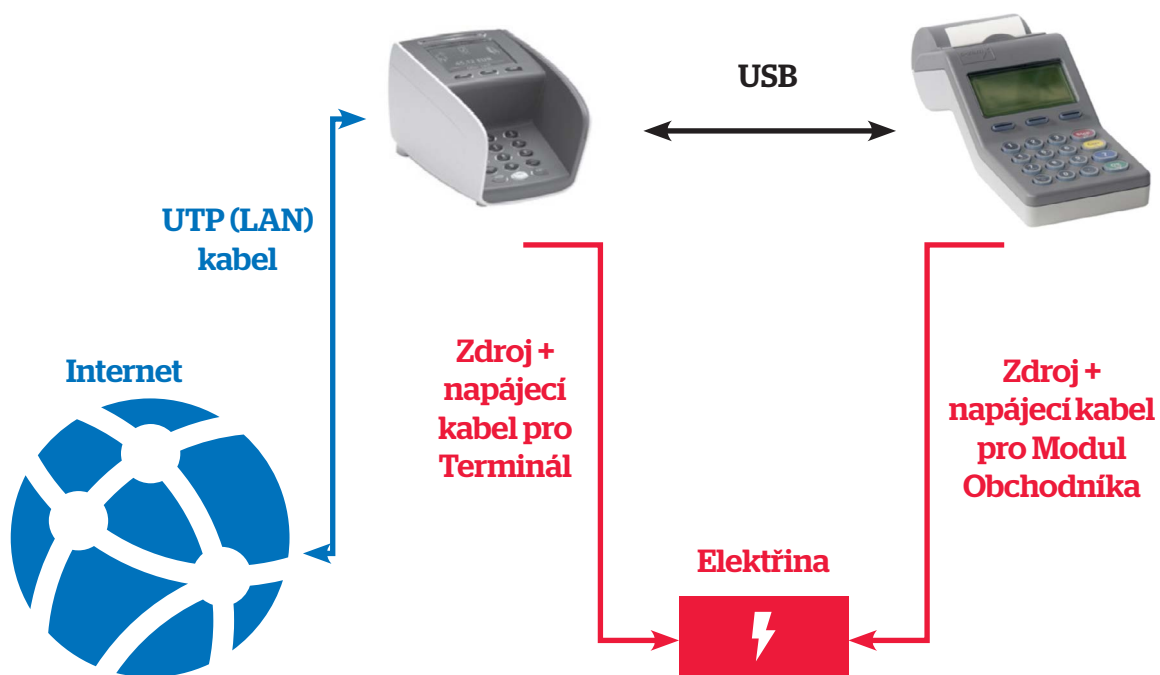 USB
UTP (LAN)
kabel
Internet
Zdroj +
napájecí
kabel pro
Terminál
Zdroj +
napájecí kabel
pro Modul
Obchodníka
Elektřina